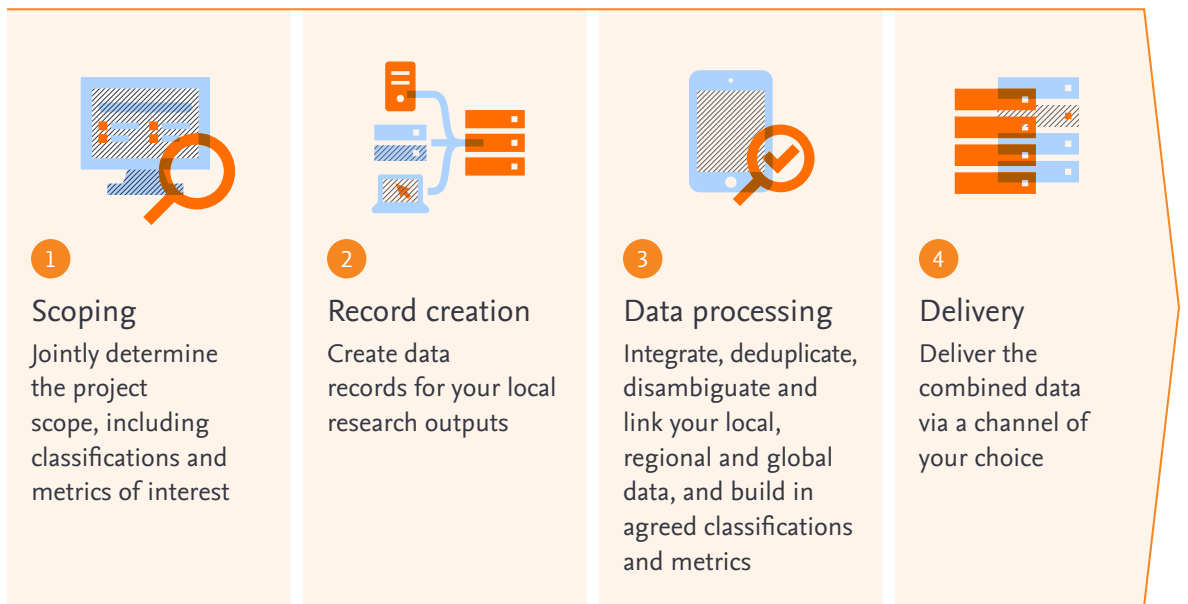 1
Scoping
Jointly determine
the project
scope, including
classifications and
metrics of interest
2
Record creation
Create data
records for your local
research outputs
3
Data processing
Integrate, deduplicate,
disambiguate and
link your local,
regional and global
data, and build in
agreed classifications
and metrics
4
Delivery
Deliver the
combined data
via a channel of
your choice